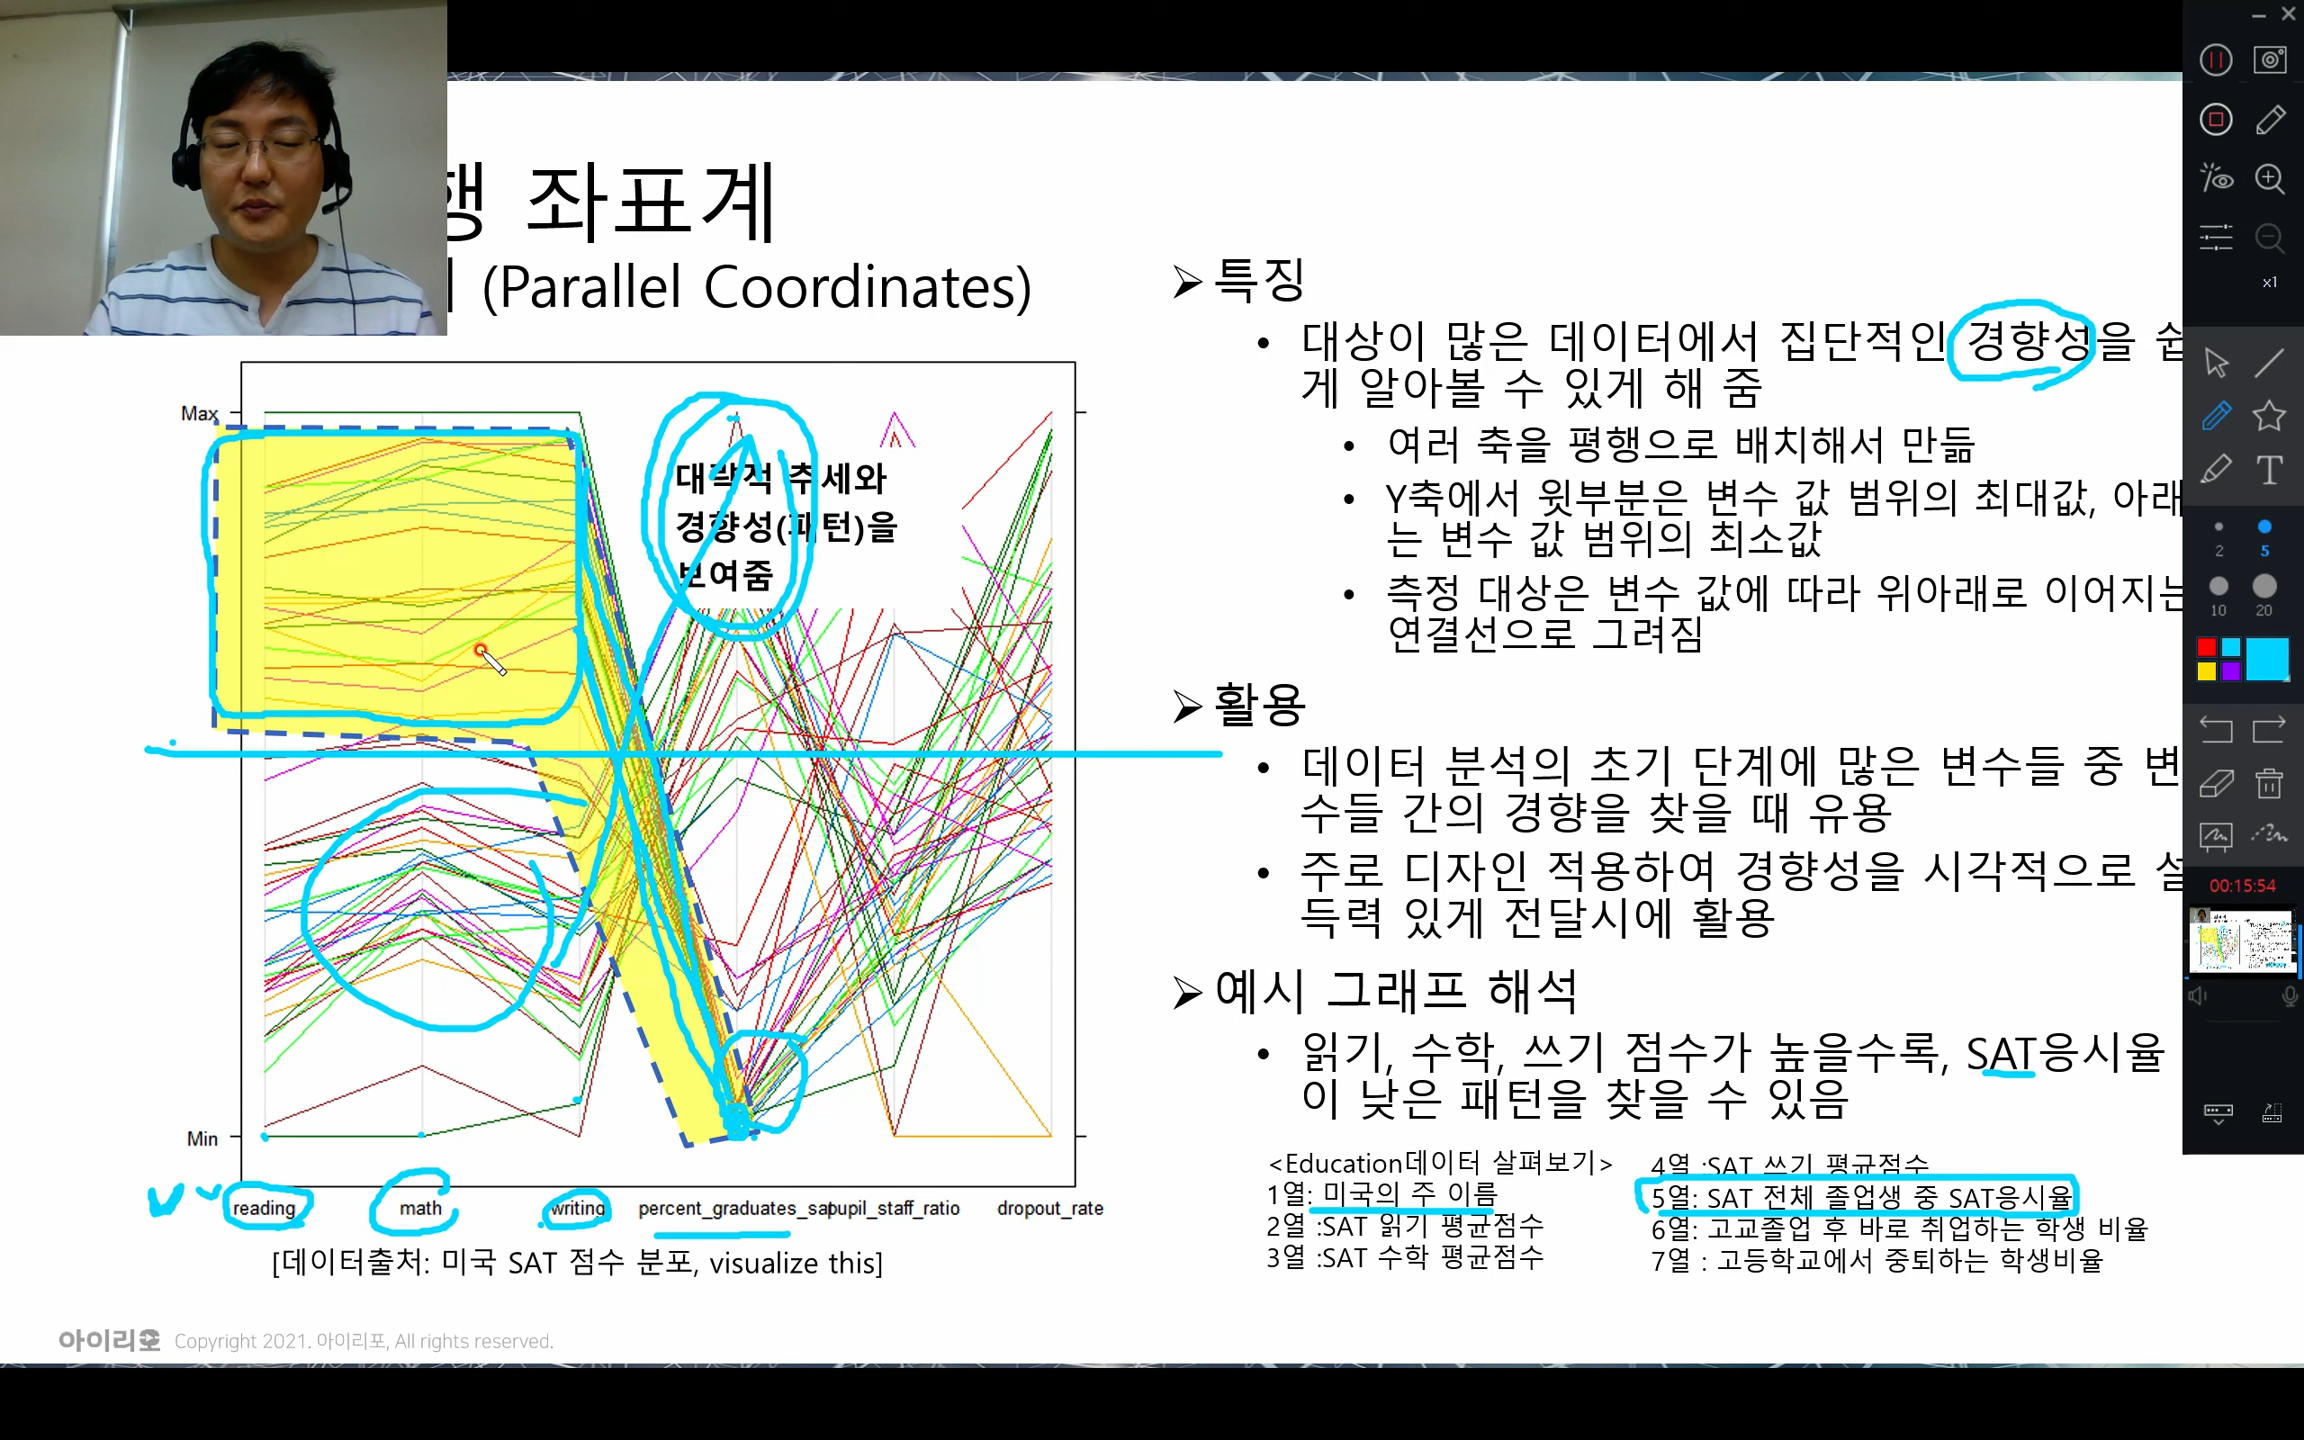 행 좌표계
(Parallel Coordinates)
Max
대략적 추세와
경향성(패턴)을
보여줌
Min
reading math writing percent_graduates_sat pupil_staff_ratio dropout_rate
[데이터출처: 미국 SAT 점수 분포, visualize this]
특징
대상이 많은 데이터에서 집단적인 경향성을 쉽
게 알아볼 수 있게 해 줌
여러 축을 평행으로 배치해서 만듦
Y축에서 윗부분은 변수 값 범위의 최대값, 아래
는 변수 값 범위의 최소값
측정 대상은 변수 값에 따라 위아래로 이어지는
연결선으로 그려짐
활용
데이터 분석의 초기 단계에 많은 변수들 중 변
수들 간의 경향을 찾을 때 유용
주로 디자인 적용하여 경향성을 시각적으로 설
득력 있게 전달시에 활용
예시 그래프 해석
읽기, 수학, 쓰기 점수가 높을수록, SAT응시율
이 낮은 패턴을 찾을 수 있음
<Education데이터 살펴보기>
1열: 미국의 주 이름
2열 :SAT 읽기 평균점수
3열 :SAT 수학 평균점수
4열 :SAT 쓰기 평균점수
5열: SAT 전체 졸업생 중 SAT응시율
6열: 고교졸업 후 바로 취업하는 학생 비율
7열 : 고등학교에서 중퇴하는 학생비율
아이리포 Copyright 2021. 아이리포, All rights reserved.
x1
T
2 5
10 20
00:15:54